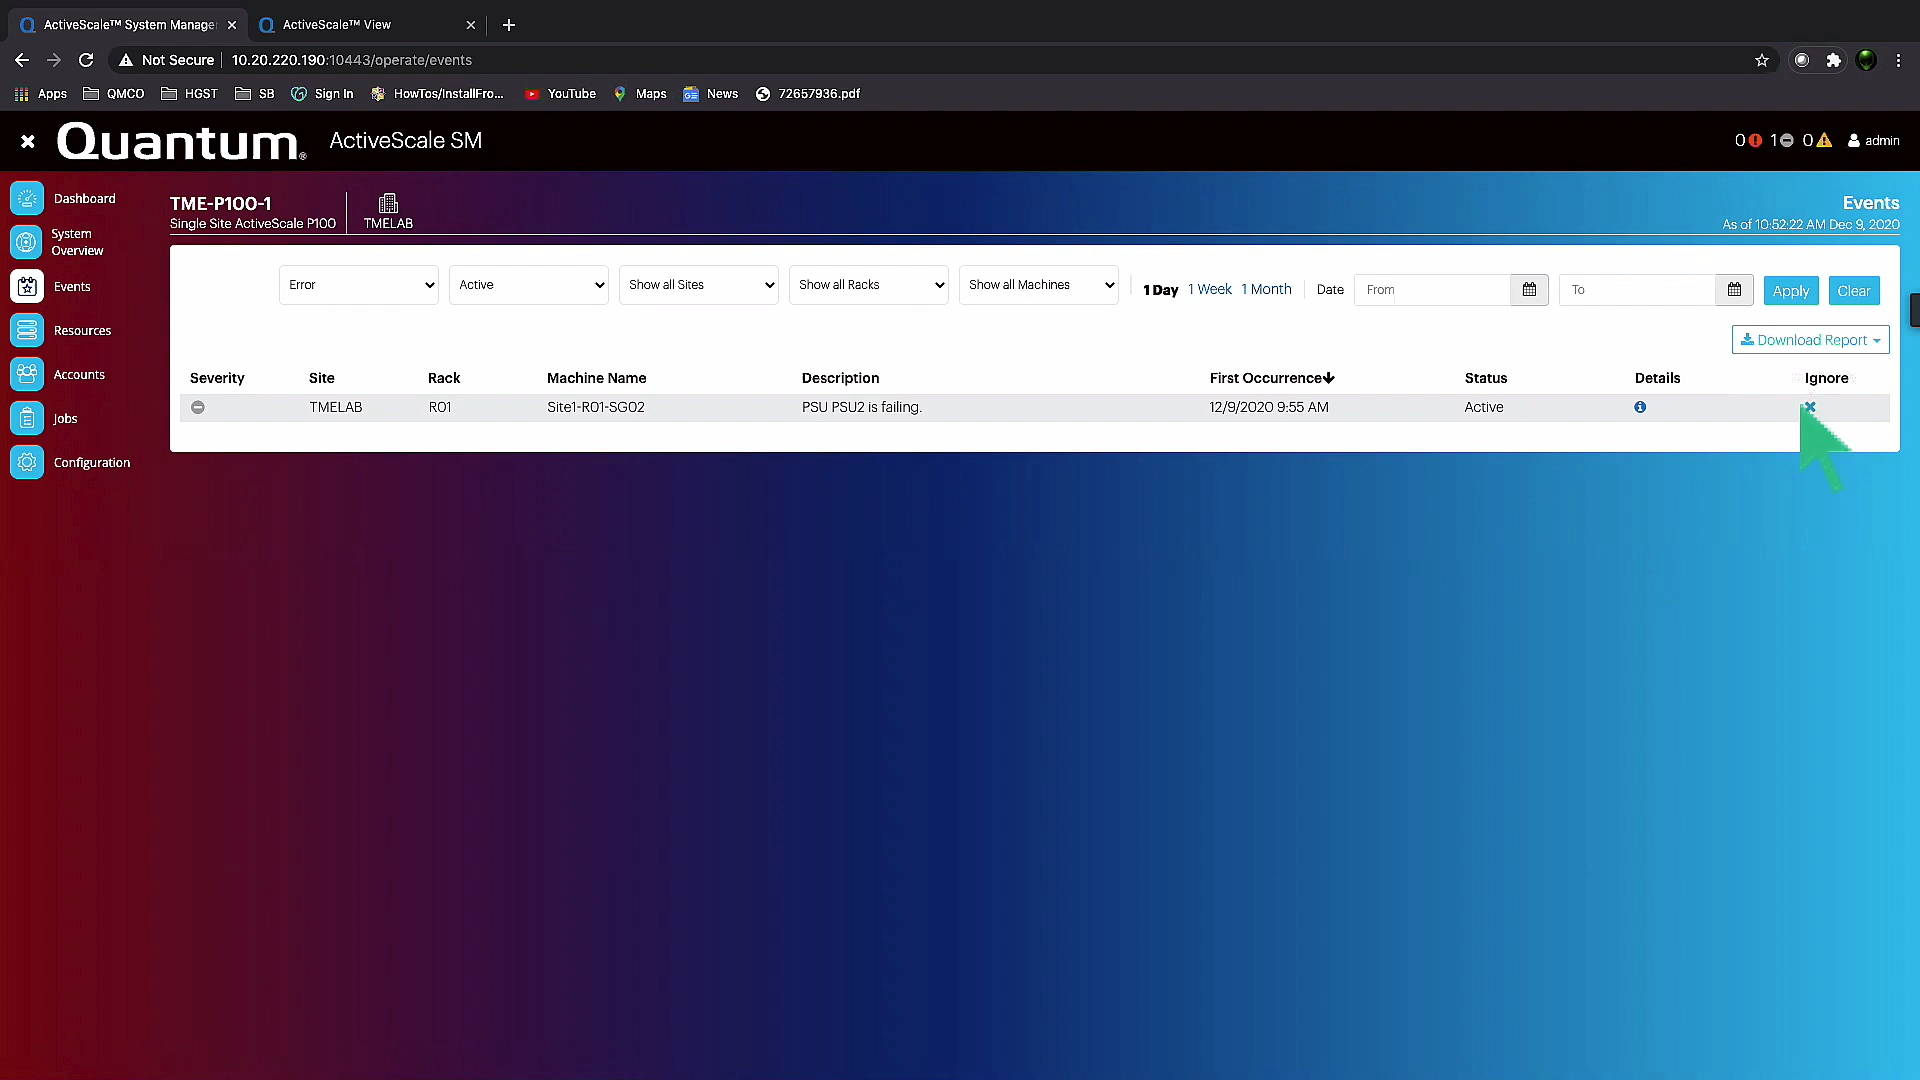 ActiveScale™ System Manage
ActiveScale™ View
Not Secure 10.20.220.190:10443/operate/events
Apps QMCO HGST SB Sign In HowTos/InstallFro... YouTube Maps News 72657936.pdf
Quantum® ActiveScale SM 0 1 0 admin
Dashboard
System
Overview
Events
Resources
Accounts
Jobs
Configuration
TME-P100-1
Single Site ActiveScale P100
TMELAB
Events
As of 10:52:22 AM Dec 9, 2020
Error Active Show all Sites Show all Racks Show all Machines 1 Day 1 Week 1 Month Date From To Apply Clear
Download Report
Severity Site Rack Machine Name Description First Occurrence Status Details Ignore
TMELAB R01 Site1-R01-SG02 PSU PSU2 is failing. 12/9/2020 9:55 AM Active